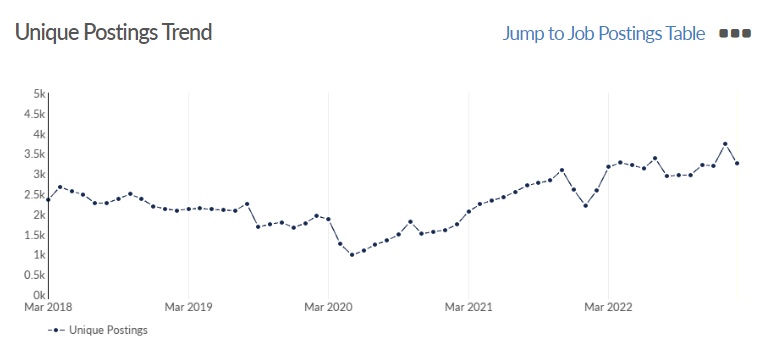 Unique Postings Trend
Jump to Job Postings Table
5k
4.5k
4k
3.5k
3k
2.5k
2k
1.5k
1k
0.5k
0k
Mar 2018 Mar 2019 Mar 2020 Mar 2021 Mar 2022
Unique Postings